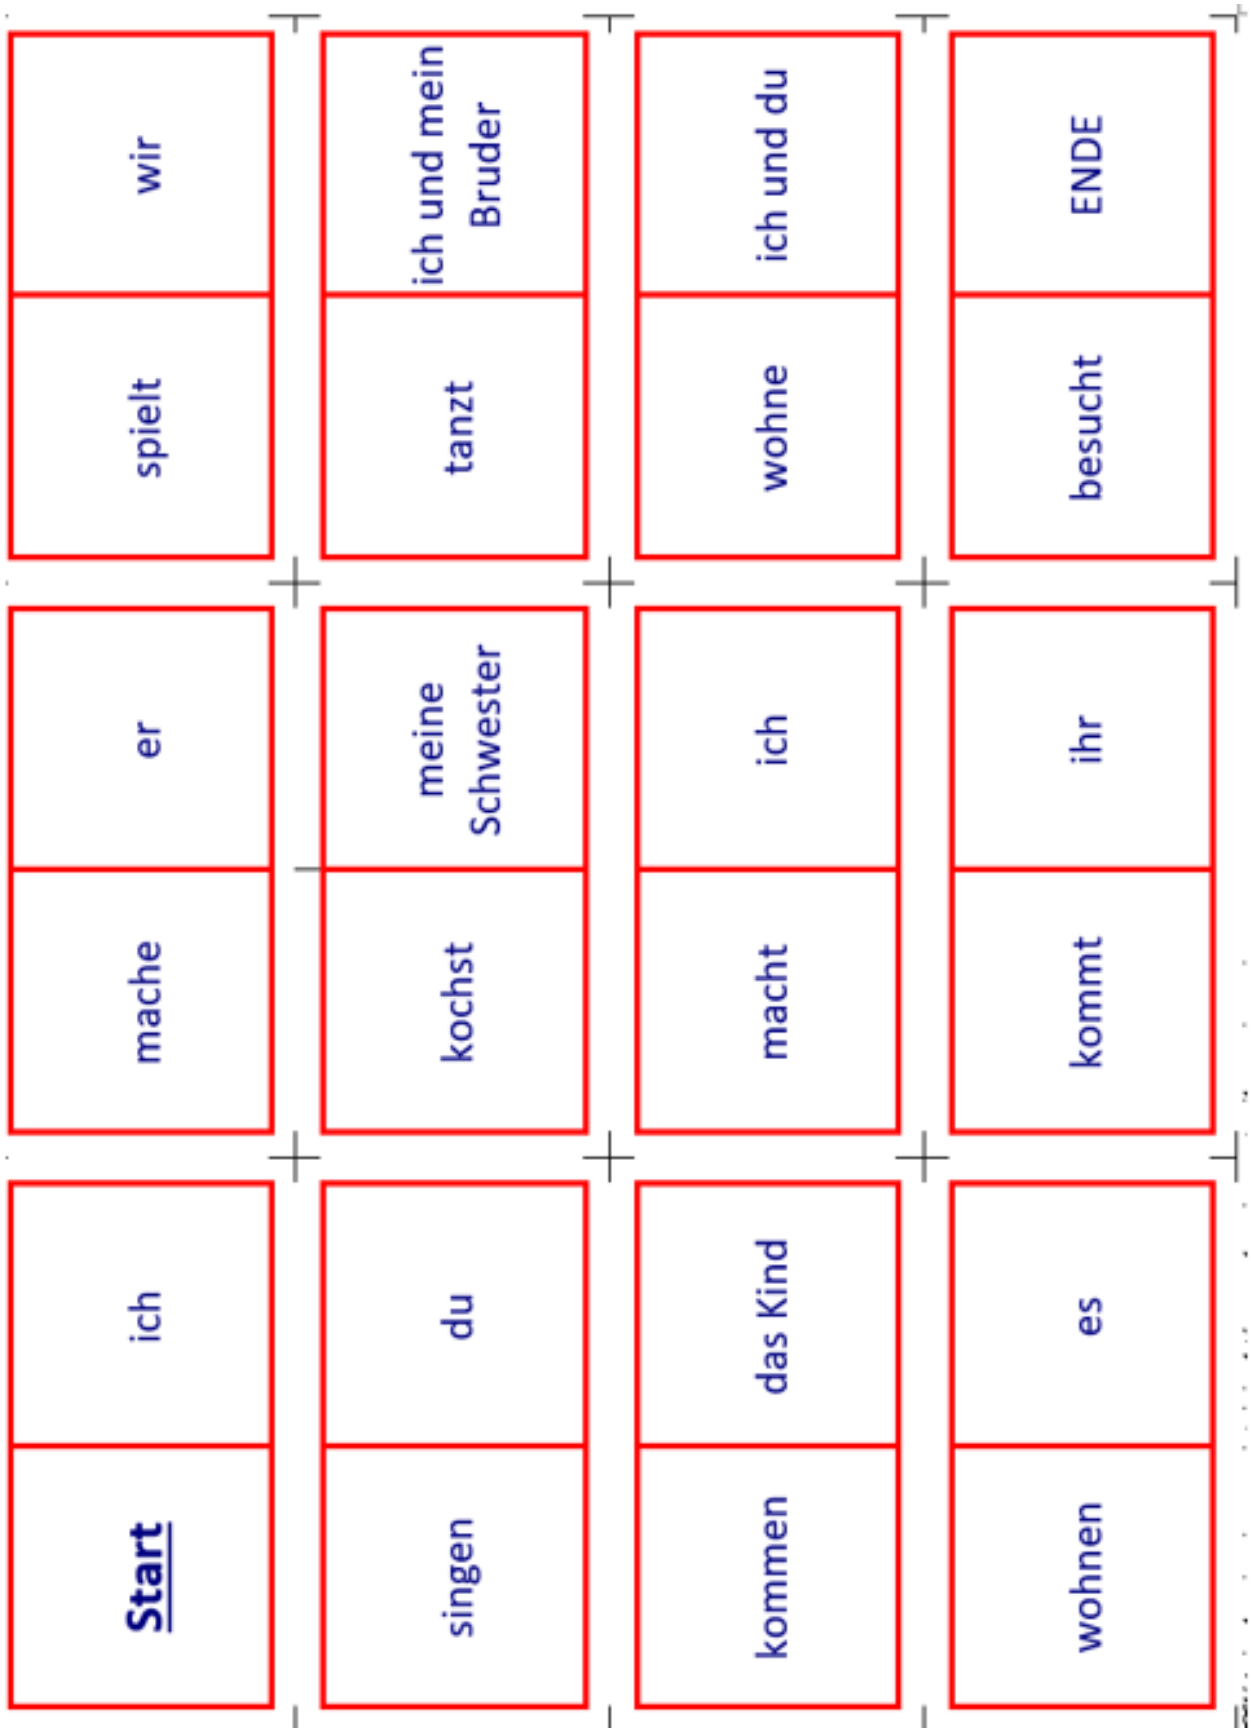 Start
ich
mache
er
spielt
wir
singen
du
kochst
meine
Schwester
tanzt
ich und mein
Bruder
kommen
das Kind
macht
ich
wohne
ich und du
wohnen
es
kommt
ihr
besucht
ENDE